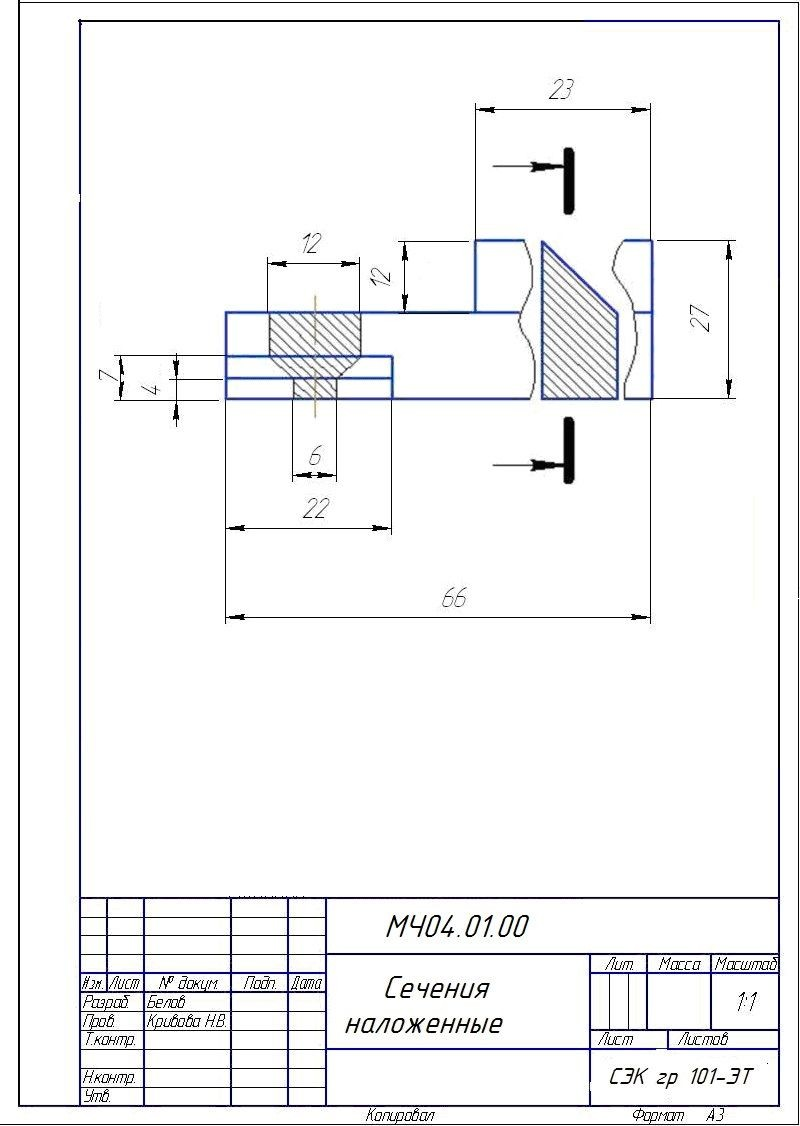 23
12
12
27
7
4
6
22
66
МЧ04.01.00
Лит. Масса Масштаб
Изм. Лист № докум. Подп. Дата
Сечения
наложенные
1:1
Разраб. Белов
Пров. Кривова Н.В.
Т.контр.
Лист Листов
Н.контр.
СЭК гр 101-ЭТ
Утв.
Копировал Формат А3